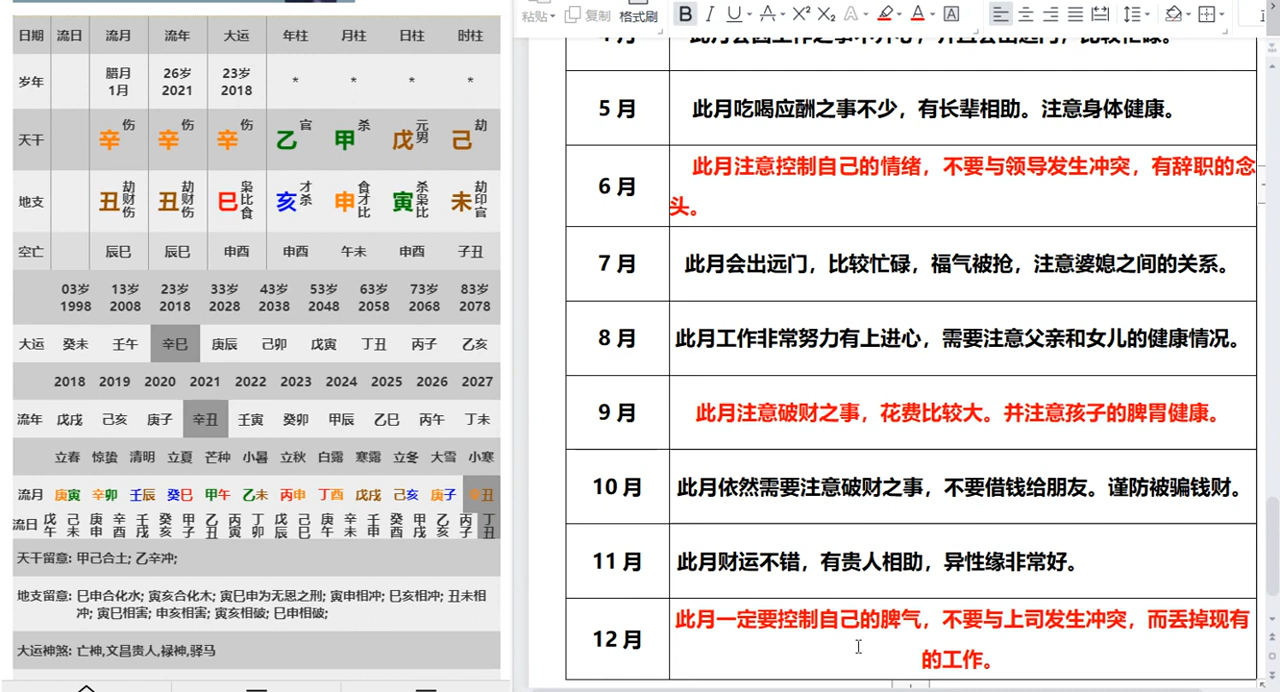 日期 流日 流月 流年 大运 年柱 月柱 日柱 时柱
岁年 腊月 26岁 23岁 * * * *
1月 2021 2018
天干 辛伤 辛伤 辛伤 乙官 甲杀 戊元男 己劫
地支 丑劫财伤 丑劫财伤 巳枭比食 亥才杀 申食才比 寅杀枭比 未劫印官
空亡 辰巳 辰巳 申酉 申酉 午未 申酉 子丑
03岁 13岁 23岁 33岁 43岁 53岁 63岁 73岁 83岁
1998 2008 2018 2028 2038 2048 2058 2068 2078
大运 癸未 壬午 辛巳 庚辰 己卯 戊寅 丁丑 丙子 乙亥
2018 2019 2020 2021 2022 2023 2024 2025 2026 2027
流年 戊戌 己亥 庚子 辛丑 壬寅 癸卯 甲辰 乙巳 丙午 丁未
立春 惊蛰 清明 立夏 芒种 小暑 立秋 白露 寒露 立冬 大雪 小寒
流月 庚寅 辛卯 壬辰 癸巳 甲午 乙未 丙申 丁酉 戊戌 己亥 庚子 辛丑
流日 戊午 己未 庚申 辛酉 壬戌 癸亥 甲子 乙丑 丙寅 丁卯 戊辰 己巳 庚午 辛未 壬申 癸酉 甲戌 乙亥 丙子 丁丑
天干留意: 甲己合土; 乙辛冲;
地支留意: 巳申合化水; 寅亥合化木; 寅巳申为无恩之刑; 寅申相冲; 巳亥相冲; 丑未相
冲; 寅巳相害; 申亥相害; 寅亥相破; 巳申相破;
大运神煞: 亡神,文昌贵人,禄神,驿马
粘贴 复制 格式刷 B I U A X² X₂ A A A
5月 此月吃喝应酬之事不少，有长辈相助。注意身体健康。
6月 此月注意控制自己的情绪，不要与领导发生冲突，有辞职的念
头。
7月 此月会出远门，比较忙碌，福气被抢，注意婆媳之间的关系。
8月 此月工作非常努力有上进心，需要注意父亲和女儿的健康情况。
9月 此月注意破财之事，花费比较大。并注意孩子的脾胃健康。
10月 此月依然需要注意破财之事，不要借钱给朋友。谨防被骗钱财。
11月 此月财运不错，有贵人相助，异性缘非常好。
12月 此月一定要控制自己的脾气，不要与上司发生冲突，而丢掉现有
的工作。